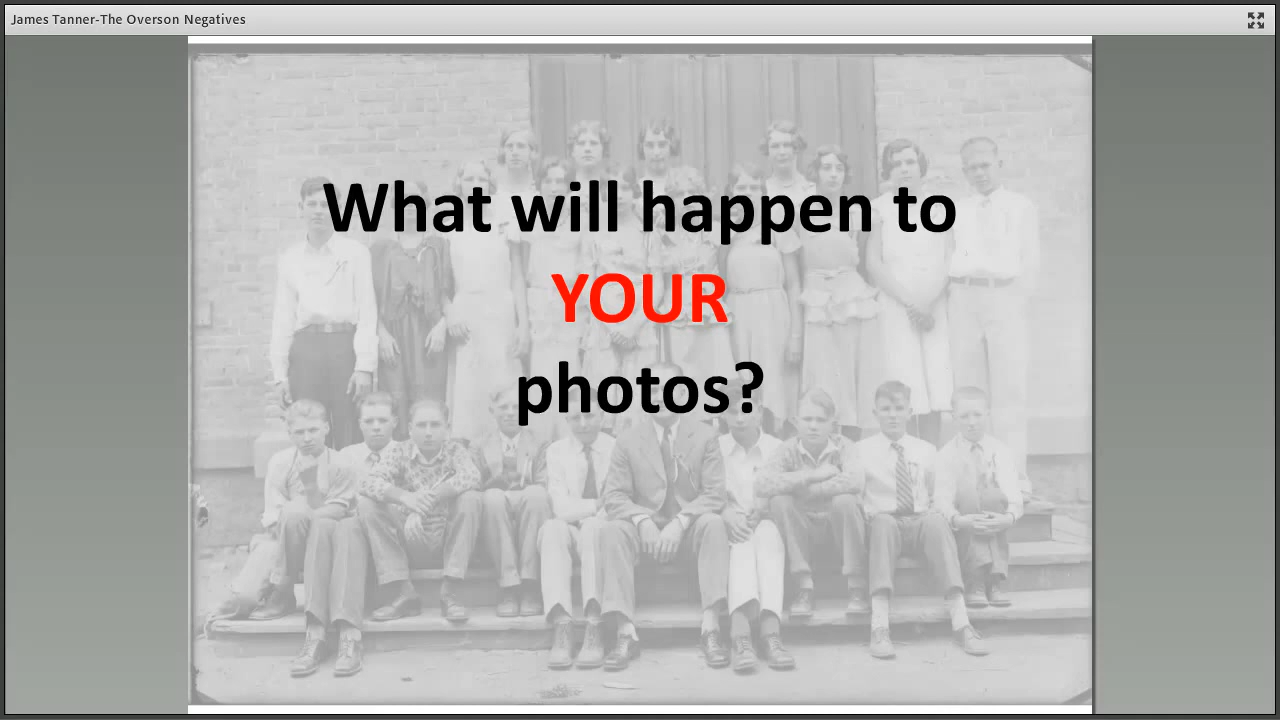 James Tanner-The Overson Negatives
What will happen to
YOUR
photos?